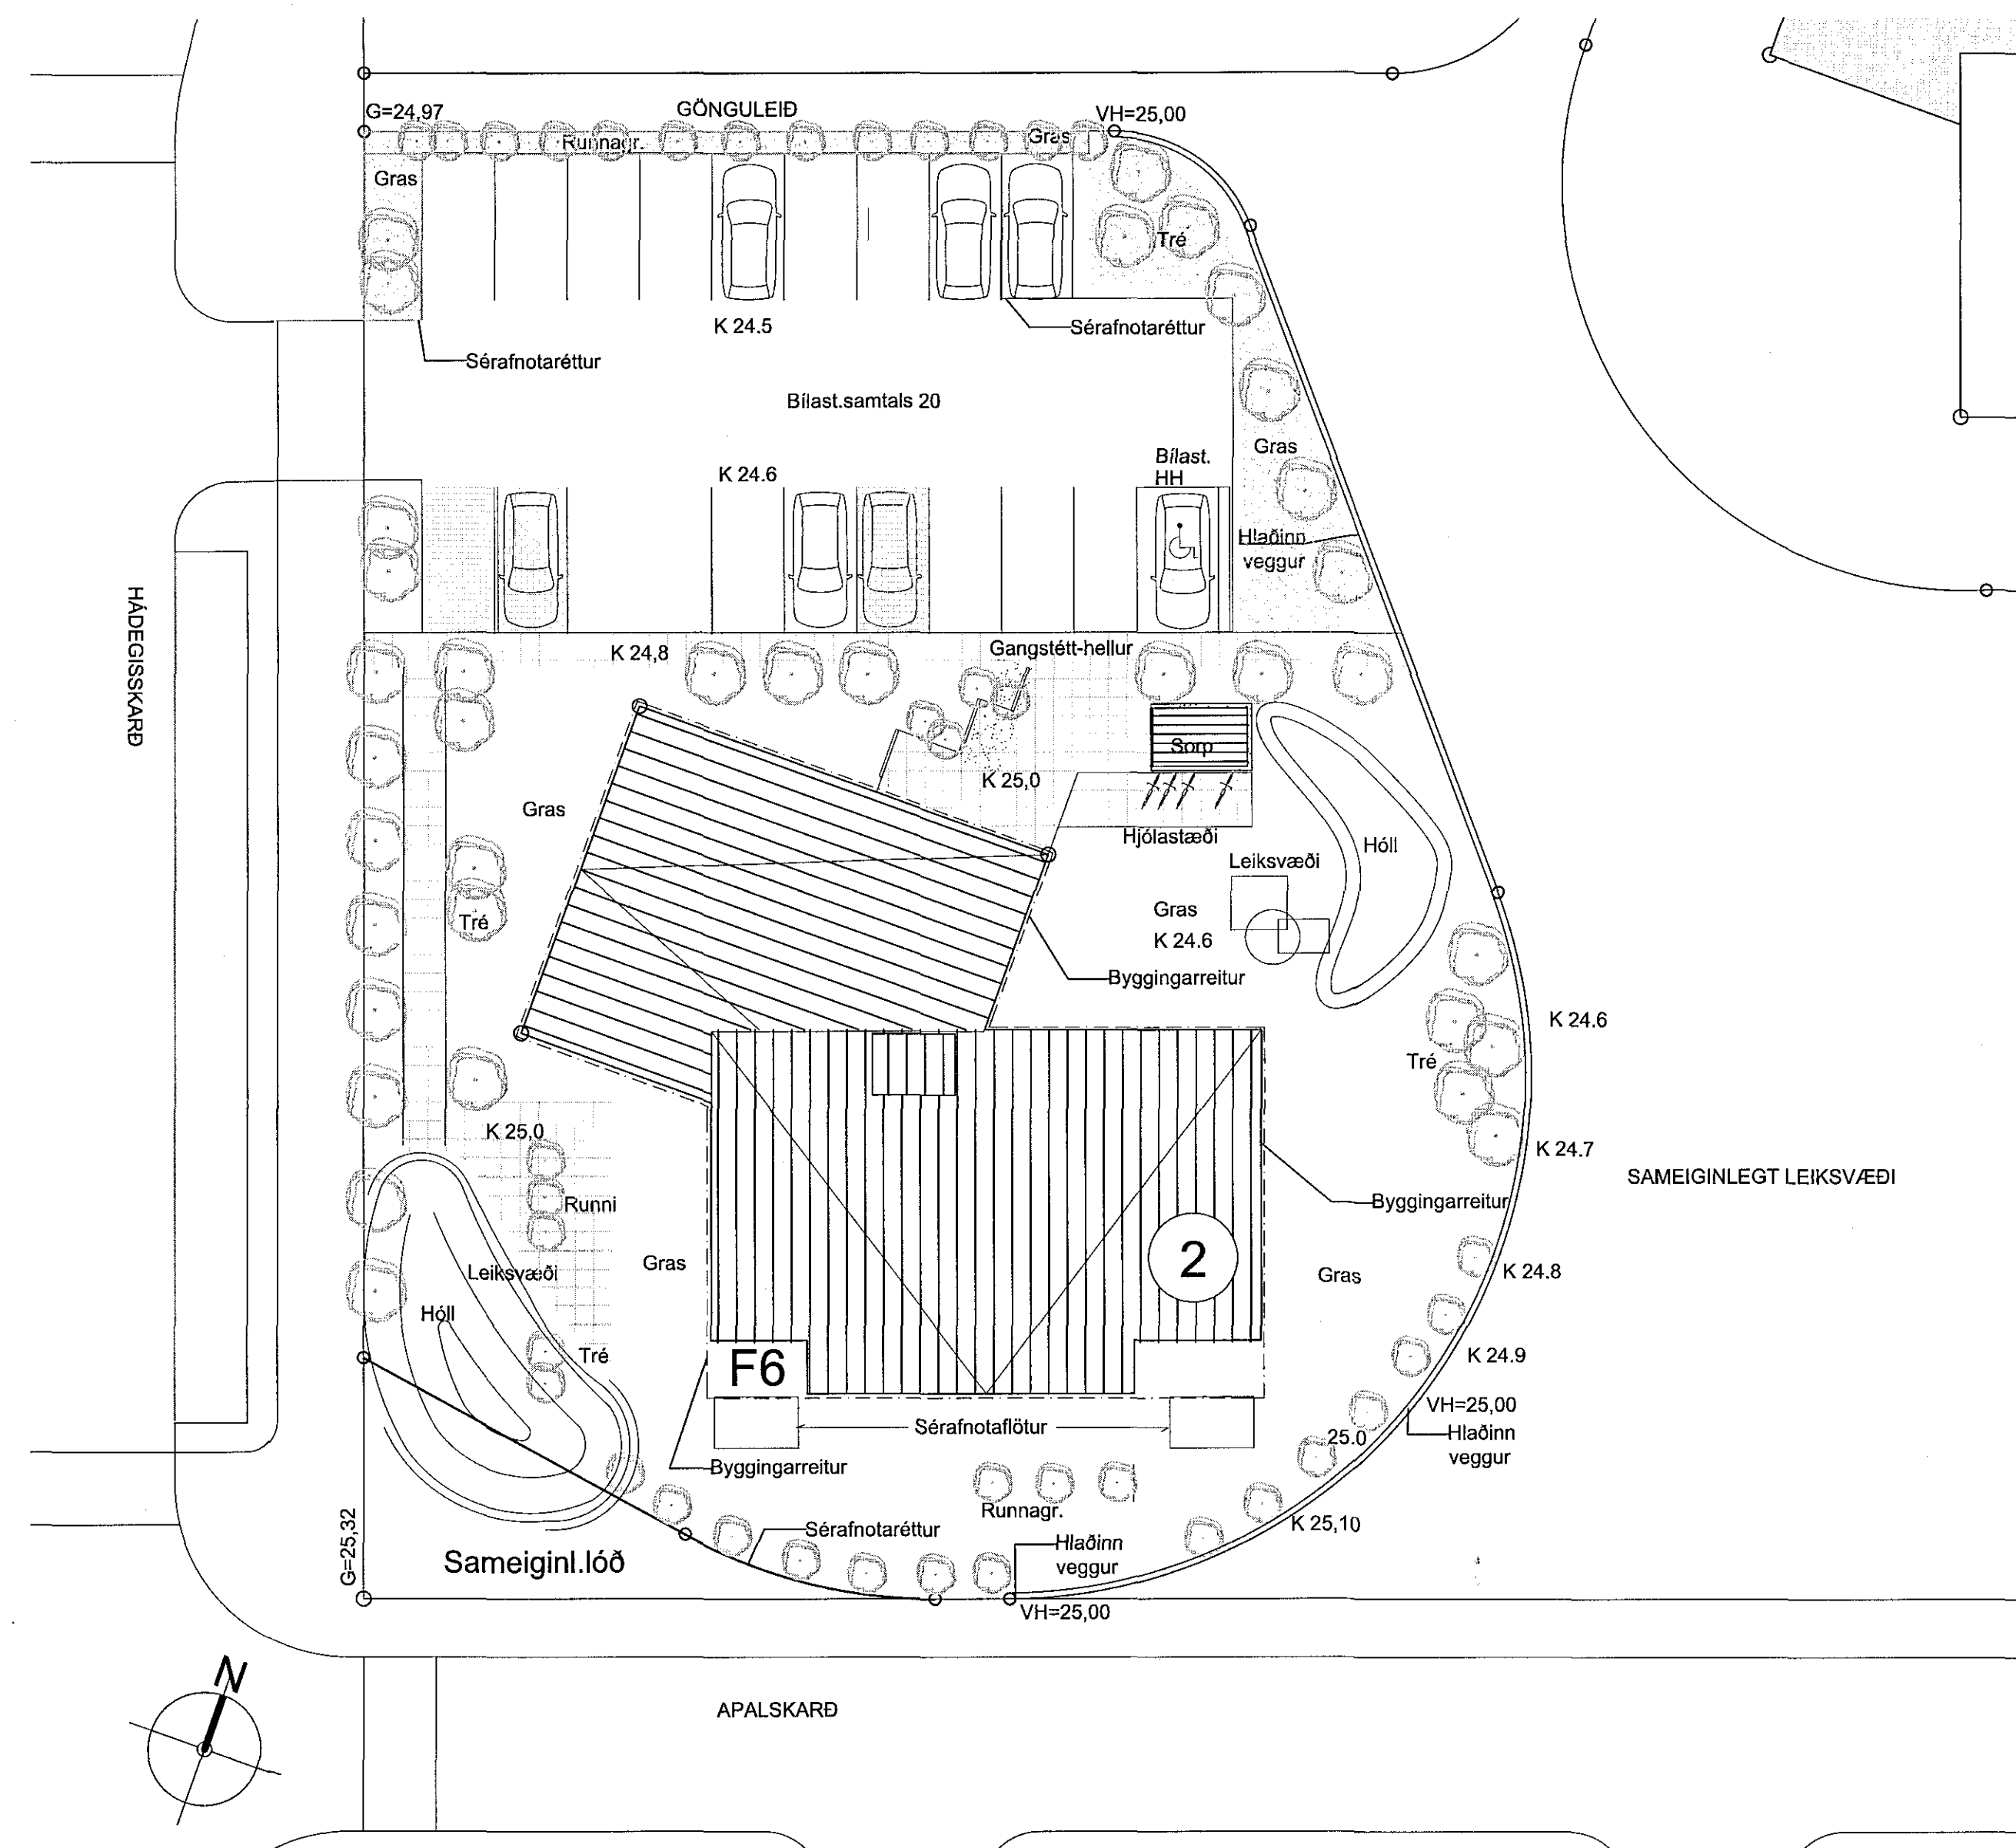 GÖNGULEIÐ
G=24,97
VH=25,00
Runnagr.
Gras
Gras
Tré
K 24.5
Sérafnotaréttur
Sérafnotaréttur
Bílast.samtals 20
Gras
Bílast.
HH
K 24.6
Hlaðinn
veggur
HÁDEGISSKARÐ
Gangstétt-hellur
K 24,8
Sorp
K 25,0
Gras
Hjólastæði
Hóll
Leiksvæði
Gras
K 24.6
Tré
Byggingarreitur
K 24.6
Tré
K 25,0
K 24.7
SAMEIGINLEGT LEIKSVÆÐI
Runni
Byggingarreitur
Gras
2
Leiksvæði
Gras
K 24.8
Hóll
Tré
F6
K 24.9
VH=25,00
Sérafnotaflötur
25.0
Hlaðinn
veggur
Byggingarreitur
Runnagr.
K 25,10
Sérafnotaréttur
G=25,32
Hlaðinn
veggur
Sameiginl.lóð
VH=25,00
N
APALSKARÐ